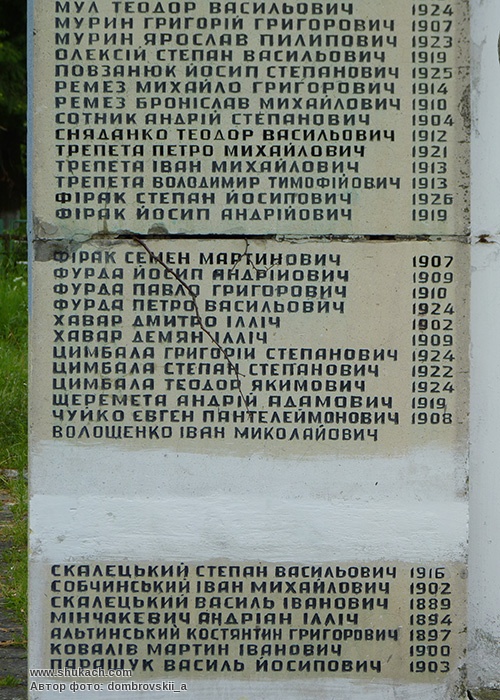 МУЛ ТЕОДОР ВАСИЛЬОВИЧ 1924
МУРИН ГРИГОРІЙ ГРИГОРОВИЧ 1907
МУРИН ЯРОСЛАВ ПИЛИПОВИЧ 1923
ОЛЕКСІЙ СТЕПАН ВАСИЛЬОВИЧ 1919
ПОВЗАНЮК ЙОСИП СТЕПАНОВИЧ 1925
РЕМЕЗ МИХАЙЛО ГРИГОРОВИЧ 1914
РЕМЕЗ БРОНІСЛАВ МИХАЙЛОВИЧ 1910
СОТНИК АНДРІЙ СТЕПАНОВИЧ 1904
СНЯДАНКО ТЕОДОР ВАСИЛЬОВИЧ 1912
ТРЕПЕТА ПЕТРО МИХАЙЛОВИЧ 1921
ТРЕПЕТА ІВАН МИХАЙЛОВИЧ 1913
ТРЕПЕТА ВОЛОДИМИР ТИМОФІЙОВИЧ 1913
ФІРАК СТЕПАН ЙОСИПОВИЧ 1926
ФІРАК ЙОСИП АНДРІЙОВИЧ 1919
ФІРАК СЕМЕН МАРТИНОВИЧ 1907
ФУРДА ЙОСИП АНДРІЙОВИЧ 1909
ФУРДА ПАВЛО ГРИГОРОВИЧ 1910
ФУРДА ПЕТРО ВАСИЛЬОВИЧ 1924
ХАВАР ДМИТРО ІЛЛІЧ 1902
ХАВАР ДЕМЯН ІЛЛІЧ 1909
ЦИМБАЛА ГРИГОРІЙ СТЕПАНОВИЧ 1924
ЦИМБАЛА СТЕПАН СТЕПАНОВИЧ 1922
ЦИМБАЛА ТЕОДОР ЯКИМОВИЧ 1924
ЩЕРЕМЕТА АНДРІЙ АДАМОВИЧ 1919
ЧУЙКО ЄВГЕН ПАНТЕЛЕЙМОНОВИЧ 1908
ВОЛОЩЕНКО ІВАН МИКОЛАЙОВИЧ
СКАЛЕЦЬКИЙ СТЕПАН ВАСИЛЬОВИЧ 1916
СОБЧИНСЬКИЙ ІВАН МИХАЙЛОВИЧ 1902
СКАЛЕЦЬКИЙ ВАСИЛЬ ІВАНОВИЧ 1889
МІНЧАКЕВИЧ АНДРІАН ІЛЛІЧ 1894
АЛЬТИНСЬКИЙ КОСТЯНТИН ГРИГОРОВИЧ 1897
КОВАЛІВ МАРТИН ІВАНОВИЧ 1900
ПАРАЩУК ВАСИЛЬ ЙОСИПОВИЧ 1903
www.shukach.com
Автор фото: dombrovskii_a